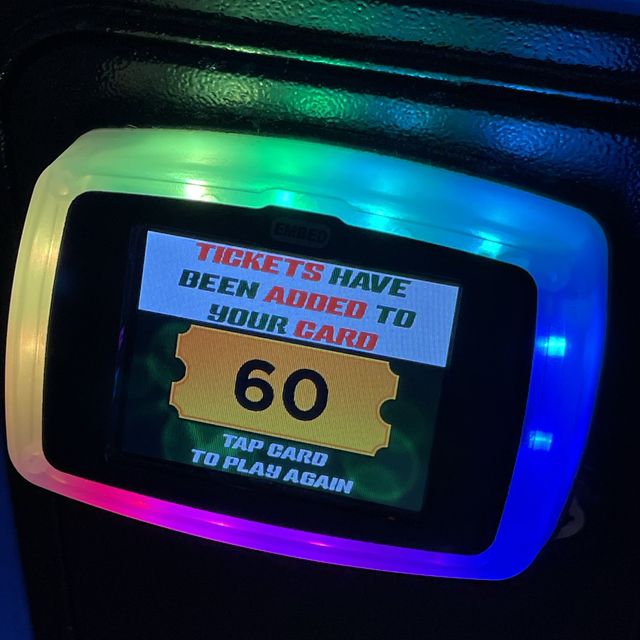 EMBED
TICKETS HAVE
BEEN ADDED TO
YOUR CARD
60
TAP CARD
TO PLAY AGAIN